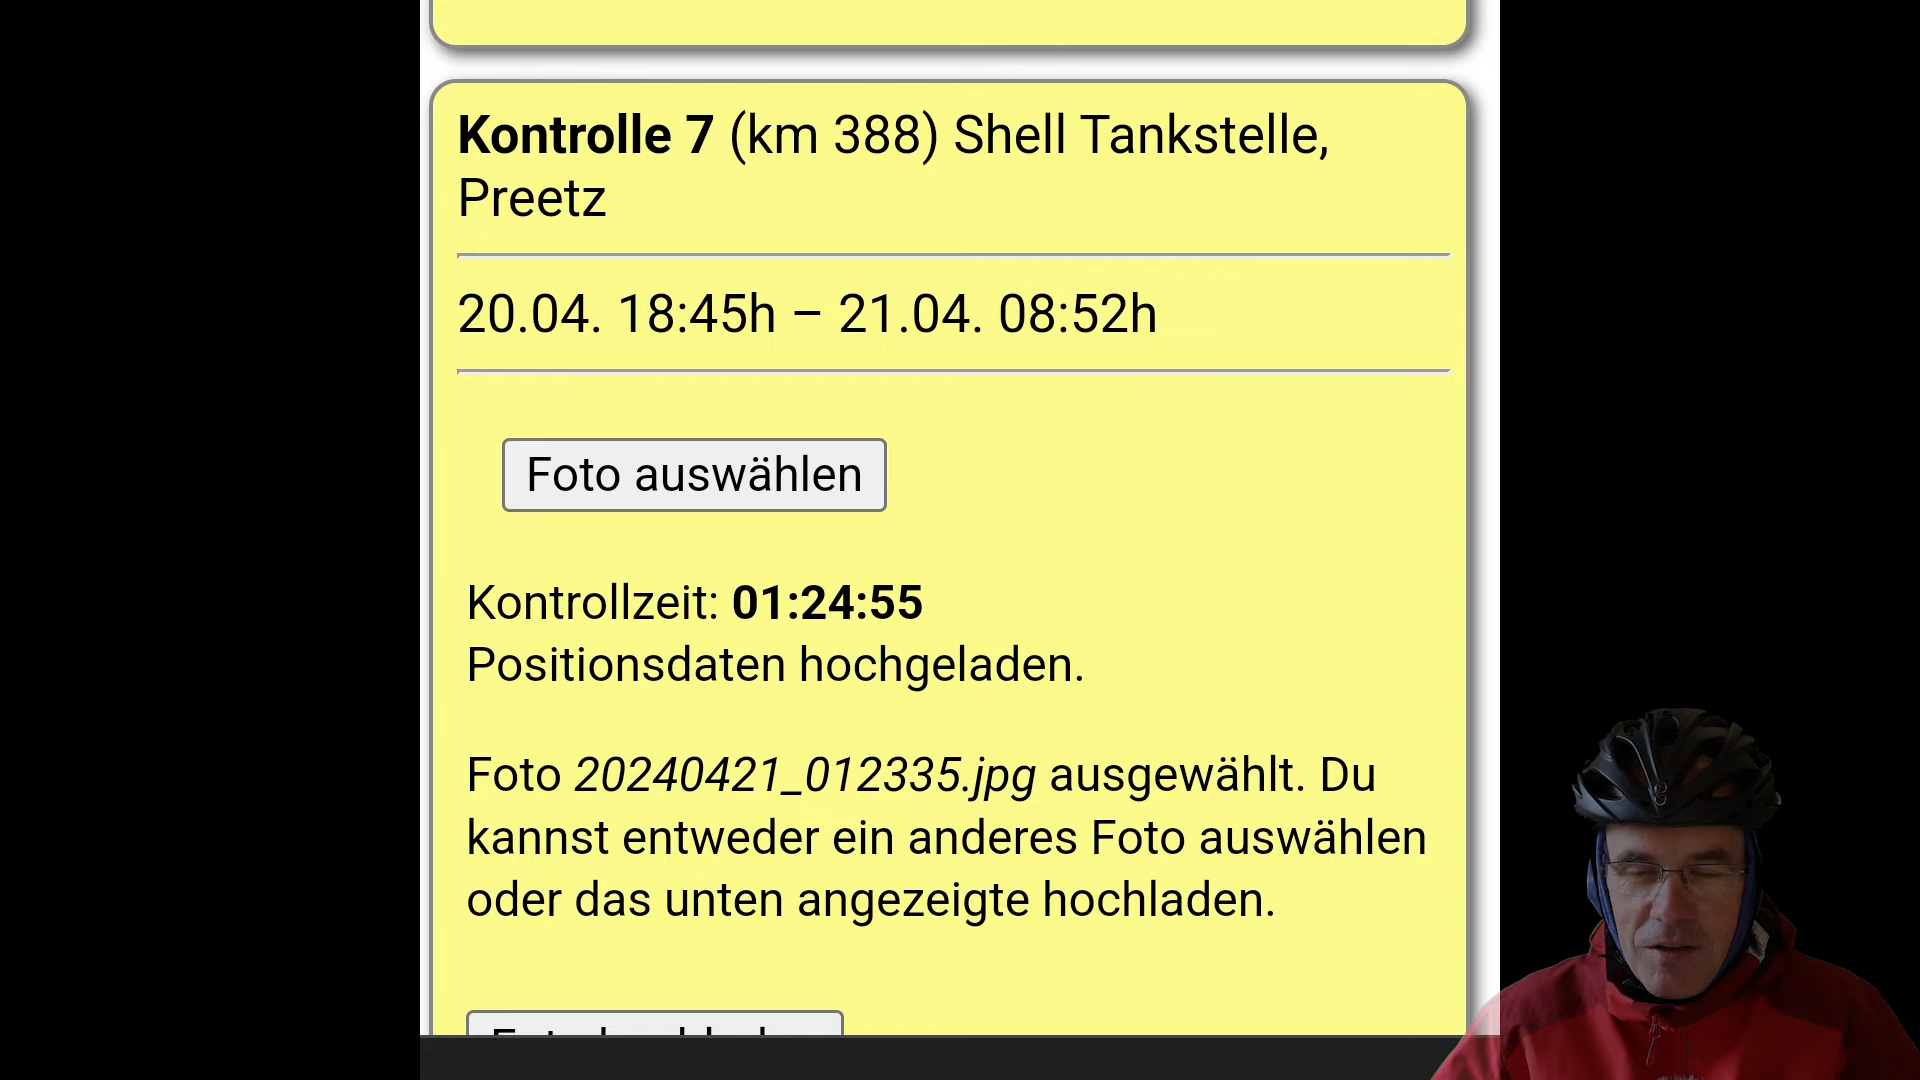 Kontrolle 7 (km 388) Shell Tankstelle,
Preetz
20.04. 18:45h – 21.04. 08:52h
Foto auswählen
Kontrollzeit: 01:24:55
Positionsdaten hochgeladen.
Foto 20240421_012335.jpg ausgewählt. Du
kannst entweder ein anderes Foto auswählen
oder das unten angezeigte hochladen.